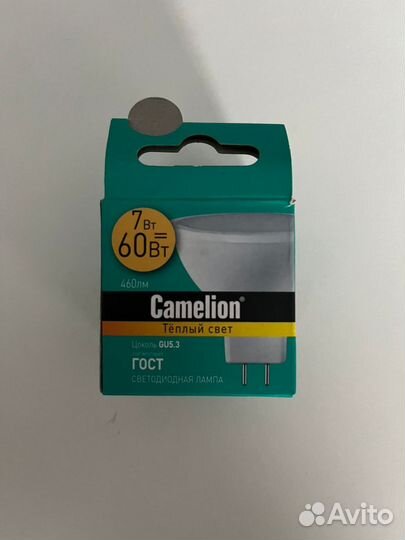 7Вт
=
60Вт
460лм
Camelion®
Тёплый свет
Цоколь GU5.3
ГОСТ
СВЕТОДИОДНАЯ ЛАМПА
Avito